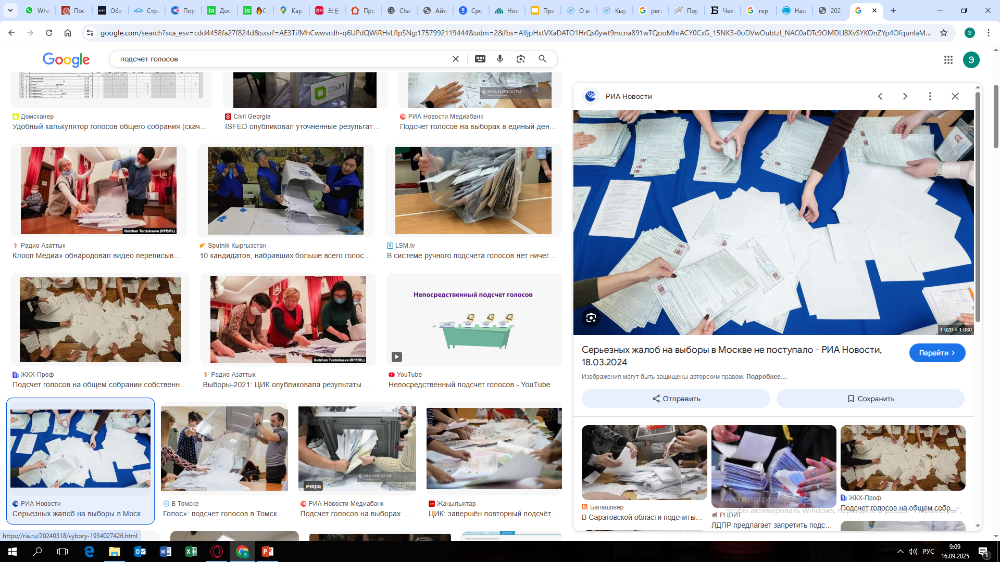 Wha
Пос
Обз
Стра
Пор
Дос
Сг
Кар
드림
Про
Cha
Айт
Сро
Нов
Пре
О в
Кыр
реги
Пор
Чел
гер
Нац
202
google.com/search?sca_esv=cdd4458fa27f824d&sxsrf=AE3TifMhCwwvrdh-q6UPdQWiRHsLflpSNg:1757992119444&udm=2&fbs=AIIjpHxtVXaDATO1HrQs0ywt9mcna891wTQooMhrACY0CxG_15NK3-0oDVwOubtzI_NAC0aDTc9OMDLl8XvSYKOnZYp4OfqunlaM...
Google
подсчет голосов
Э
ცესკო
РИА НОВОСТИ
Домсканер
Удобный калькулятор голосов общего собрания (скач...
Civil Georgia
ISFED опубликовал уточненные результат...
РИА Новости Медиабанк
Подсчет голосов на выборах в единый ден...
Gulzhan Turdubaeva (RFE/RL)
Радио Азаттык
Клооп Медиа» обнародовал видео переписыв...
Sputnik Кыргызстан
10 кандидатов, набравших больше всего голос...
LSM.lv
В системе ручного подсчета голосов нет ничег...
Непосредственный подсчет голосов
Gulzhan Turdubaeva (RFE/RL)
ЖКХ-Проф
Подсчет голосов на общем собрании собственн...
Радио Азаттык
Выборы-2021: ЦИК опубликовала результаты ...
YouTube
Непосредственный подсчет голосов - YouTube
РИА НОВОСТИ
вчера
РИА Новости
Серьезных жалоб на выборы в Моск...
В Томске
Голос»: подсчет голосов в Томск...
РИА Новости Медиабанк
Подсчет голосов на выборах ...
Жаңылыктар
ЦИК: завершён повторный подсчёт...
РИА Новости
1 920 × 1 080
Серьезных жалоб на выборы в Москве не поступало - РИА Новости,
18.03.2024
Перейти
Изображения могут быть защищены авторским правом. Подробнее...
Отправить
Сохранить
Балашовер
В Саратовской области подсчиты...
РЦОИТ
ЛДПР предлагает запретить подс...
ЖКХ-Проф
Подсчет голосов на общем собр...
Активация Windows
Чтобы активировать Windows, перейдите в раздел "Параметры".
https://ria.ru/20240318/vybory-1934027426.html
РУС
9:09
16.09.2025
1